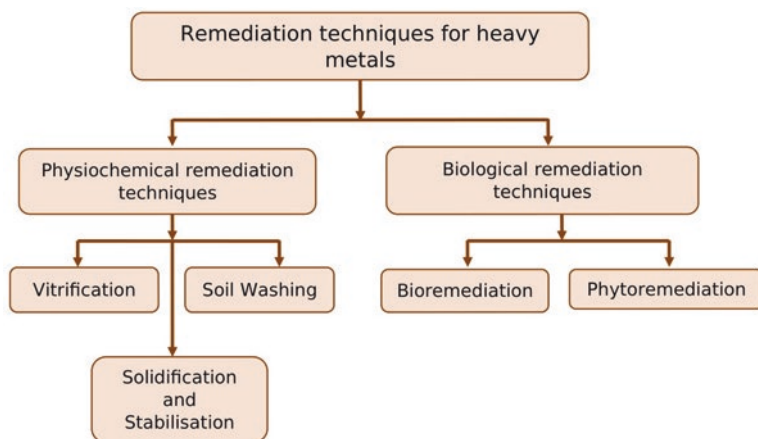 Remediation techniques for heavy
metals
Physiochemical remediation
techniques
Biological remediation
techniques
Vitrification
Soil Washing
Bioremediation
Phytoremediation
Solidification
and
Stabilisation